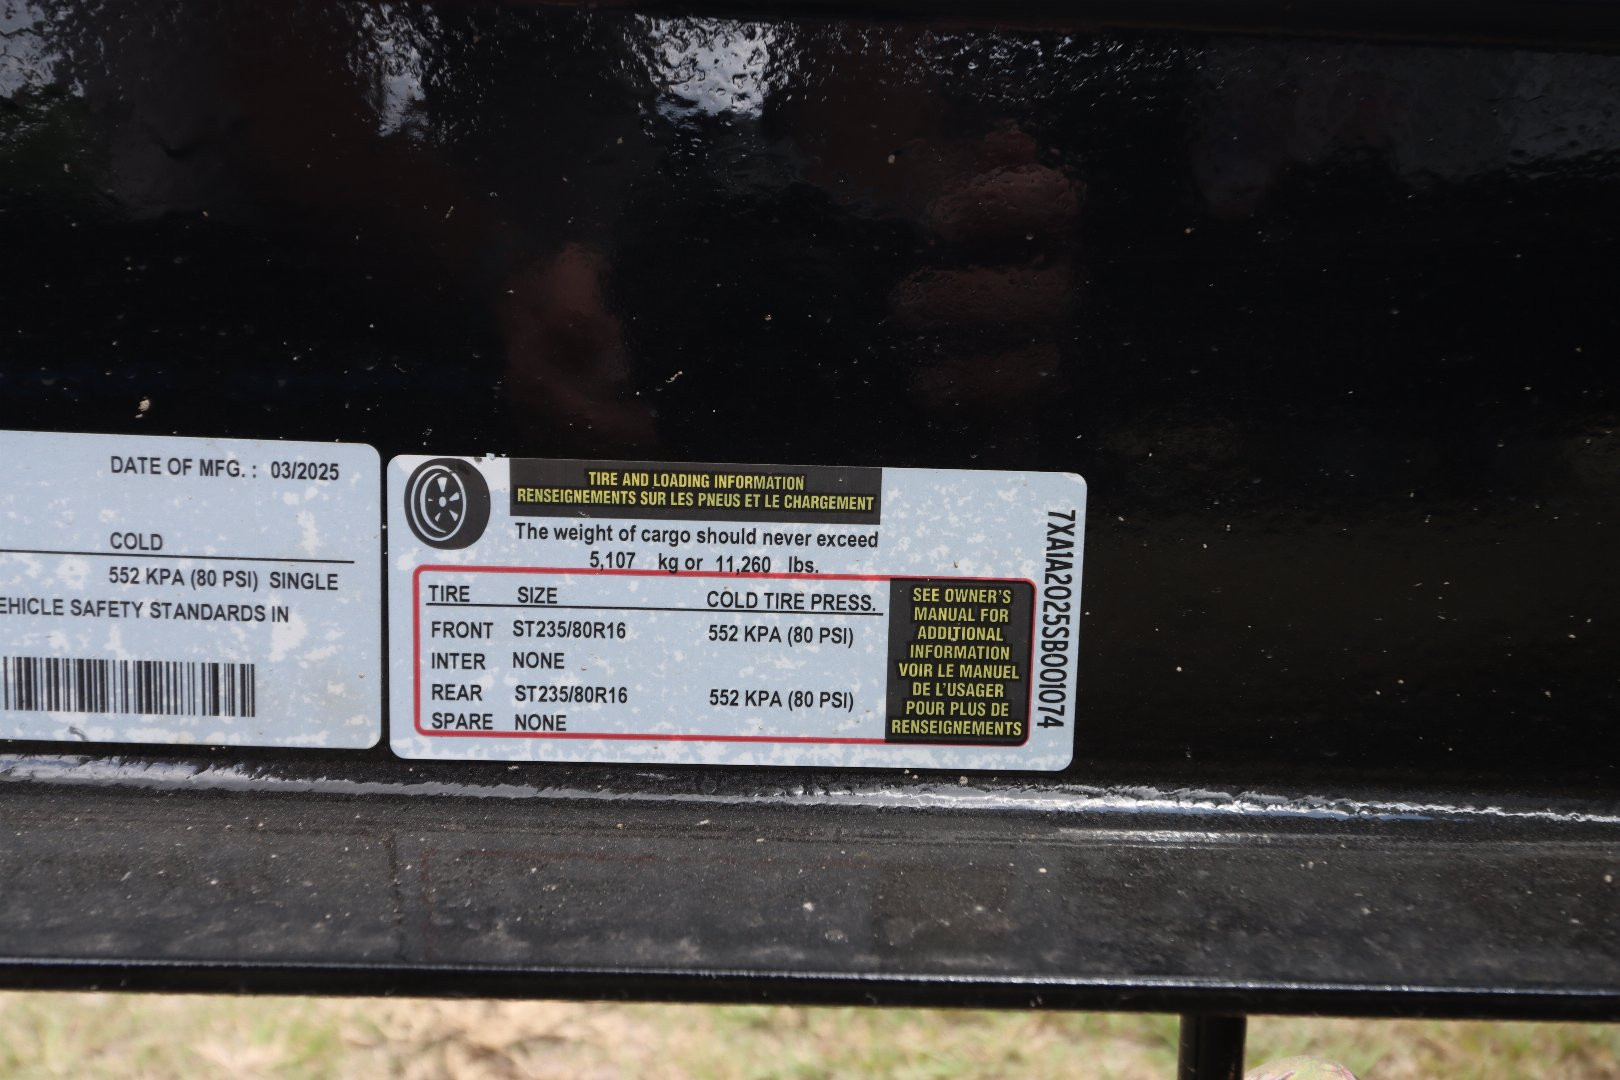 DATE OF MFG. : 03/2025
COLD
552 KPA (80 PSI) SINGLE
EHICLE SAFETY STANDARDS IN
TIRE AND LOADING INFORMATION
RENSEIGNEMENTS SUR LES PNEUS ET LE CHARGEMENT
The weight of cargo should never exceed
5,107 kg or 11,260 lbs.
TIRE SIZE COLD TIRE PRESS.
FRONT ST235/80R16 552 KPA (80 PSI)
INTER NONE
REAR ST235/80R16 552 KPA (80 PSI)
SPARE NONE
SEE OWNER'S
MANUAL FOR
ADDITIONAL
INFORMATION
VOIR LE MANUEL
DE L'USAGER
POUR PLUS DE
RENSEIGNEMENTS
7XA1A2025SB001074